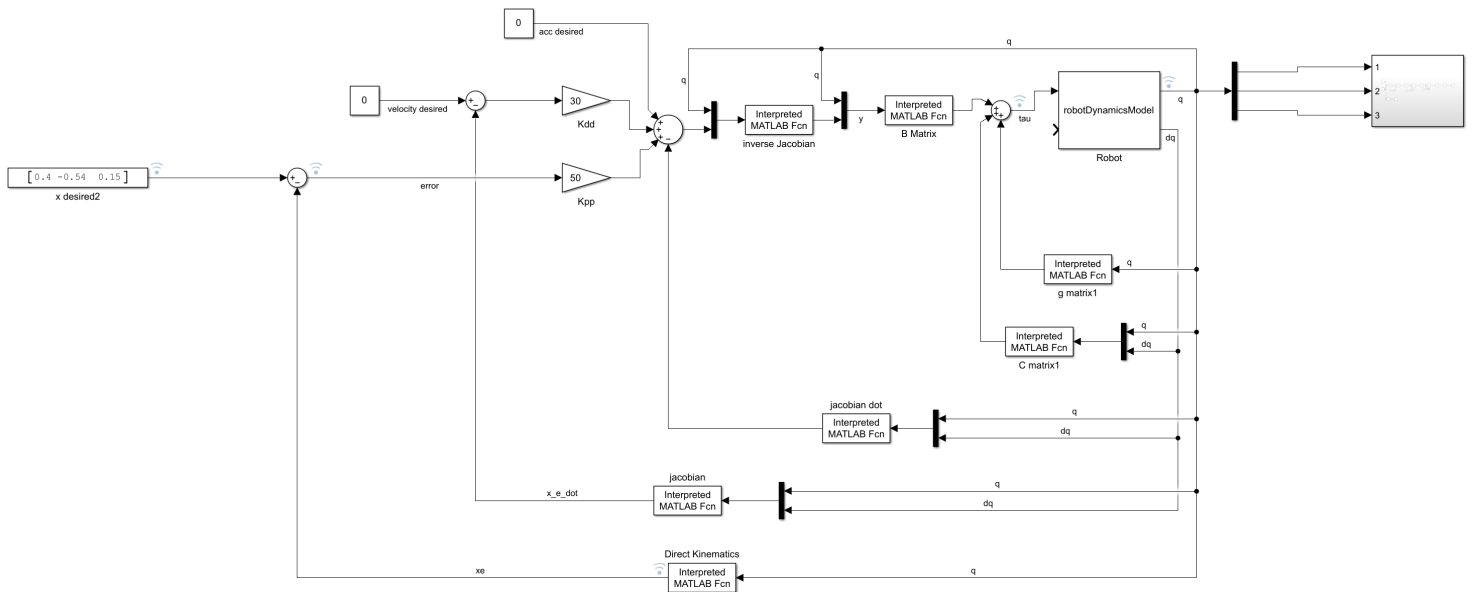 0
acc desired
q
q
q
Interpreted
MATLAB Fcn
inverse Jacobian
y
Interpreted
MATLAB Fcn
B Matrix
+
+
+
tau
robotDynamicsModel
Robot
q
dq
1
2
3
0
velocity desired
+
−
30
Kdd
+
+
+
−
[0.4 -0.54 0.15]
x desired2
+
−
error
50
Kpp
Interpreted
MATLAB Fcn
g matrix1
q
Interpreted
MATLAB Fcn
C matrix1
q
dq
jacobian dot
Interpreted
MATLAB Fcn
q
dq
jacobian
x_e_dot
Interpreted
MATLAB Fcn
q
dq
Direct Kinematics
xe
Interpreted
MATLAB Fcn
q